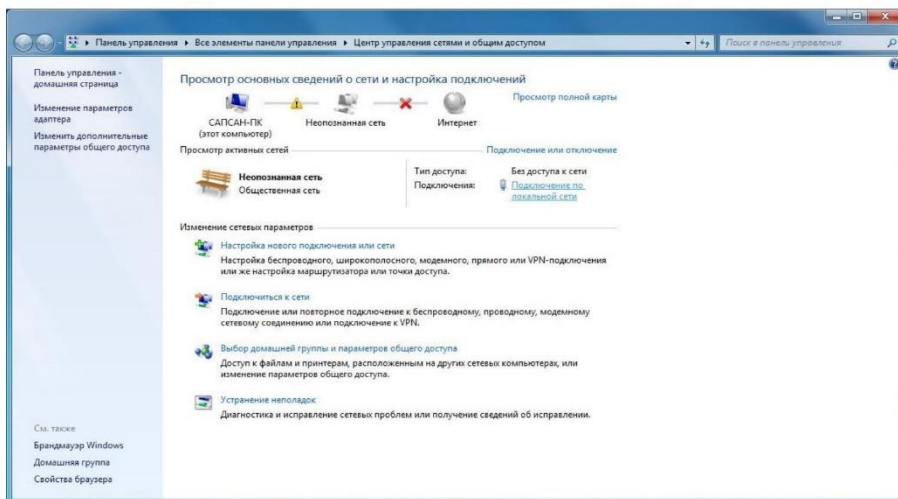 Панель управления ▸ Все элементы панели управления ▸ Центр управления сетями и общим доступом
Поиск в панели управления
Панель управления -
домашняя страница
Изменение параметров
адаптера
Изменить дополнительные
параметры общего доступа
Просмотр основных сведений о сети и настройка подключений
Просмотр полной карты
САПСАН-ПК
(этот компьютер)
Неопознанная сеть
Интернет
Просмотр активных сетей
Подключение или отключение
Неопознанная сеть
Общественная сеть
Тип доступа: Без доступа к сети
Подключения: Подключение по
локальной сети
Изменение сетевых параметров
Настройка нового подключения или сети
Настройка беспроводного, широкополосного, модемного, прямого или VPN-подключения
или же настройка маршрутизатора или точки доступа.
Подключиться к сети
Подключение или повторное подключение к беспроводному, проводному, модемному
сетевому соединению или подключение к VPN.
Выбор домашней группы и параметров общего доступа
Доступ к файлам и принтерам, расположенным на других сетевых компьютерах, или
изменение параметров общего доступа.
Устранение неполадок
Диагностика и исправление сетевых проблем или получение сведений об исправлении.
См. также
Брандмауэр Windows
Домашняя группа
Свойства браузера